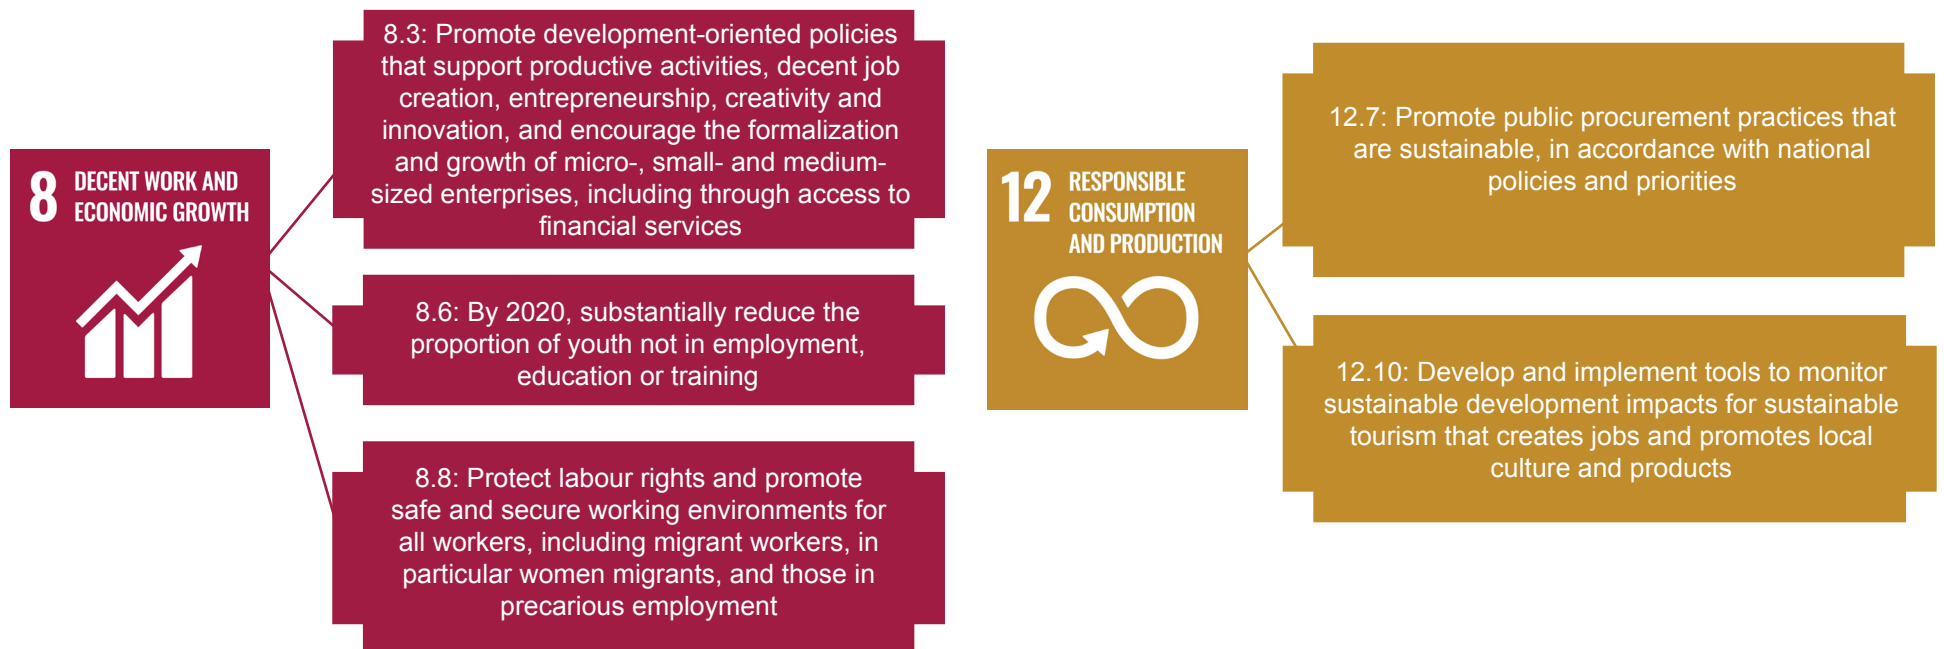 8 DECENT WORK AND
ECONOMIC GROWTH
8.3: Promote development-oriented policies
that support productive activities, decent job
creation, entrepreneurship, creativity and
innovation, and encourage the formalization
and growth of micro-, small- and medium-
sized enterprises, including through access to
financial services
8.6: By 2020, substantially reduce the
proportion of youth not in employment,
education or training
8.8: Protect labour rights and promote
safe and secure working environments for
all workers, including migrant workers, in
particular women migrants, and those in
precarious employment
12 RESPONSIBLE
CONSUMPTION
AND PRODUCTION
12.7: Promote public procurement practices that
are sustainable, in accordance with national
policies and priorities
12.10: Develop and implement tools to monitor
sustainable development impacts for sustainable
tourism that creates jobs and promotes local
culture and products